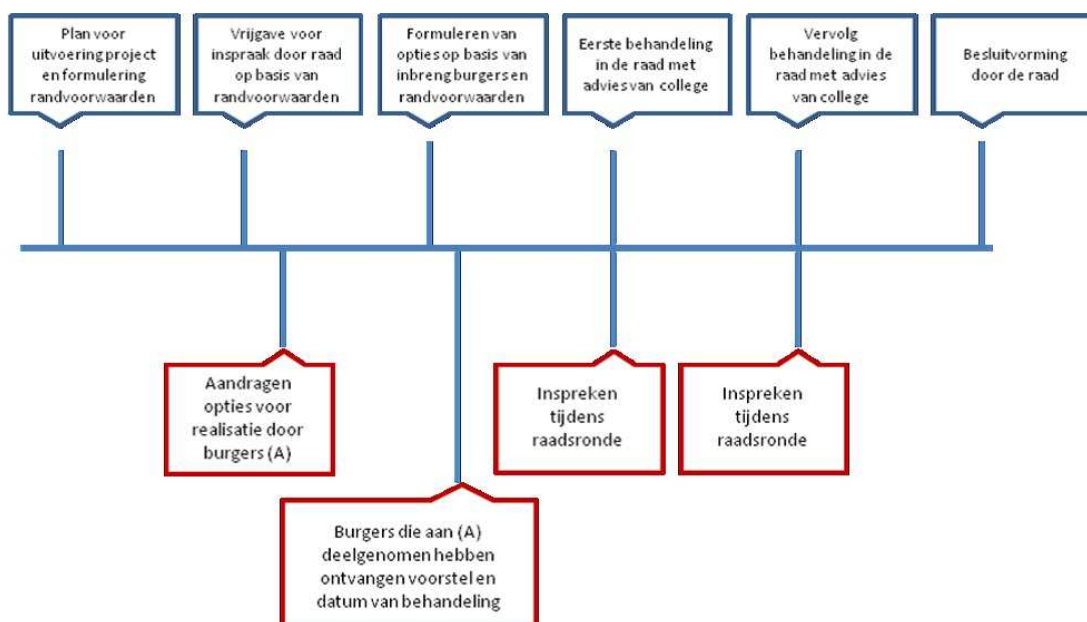 Plan voor
uitvoering project
en formulering
randvoorwaarden
Vrijgave voor
inspraak door raad
op basis van
randvoorwaarden
Formuleren van
opties op basis van
inbreng burgers en
randvoorwaarden
Eerste behandeling
in de raad met
advies van college
Vervolg
behandeling in de
raad met advies
van college
Besluitvorming
door de raad
Aandragen
opties voor
realisatie door
burgers (A)
Burgers die aan (A)
deelgenomen hebben
ontvangen voorstel en
datum van behandeling
Inspreken
tijdens
raadsronde
Inspreken
tijdens
raadsronde